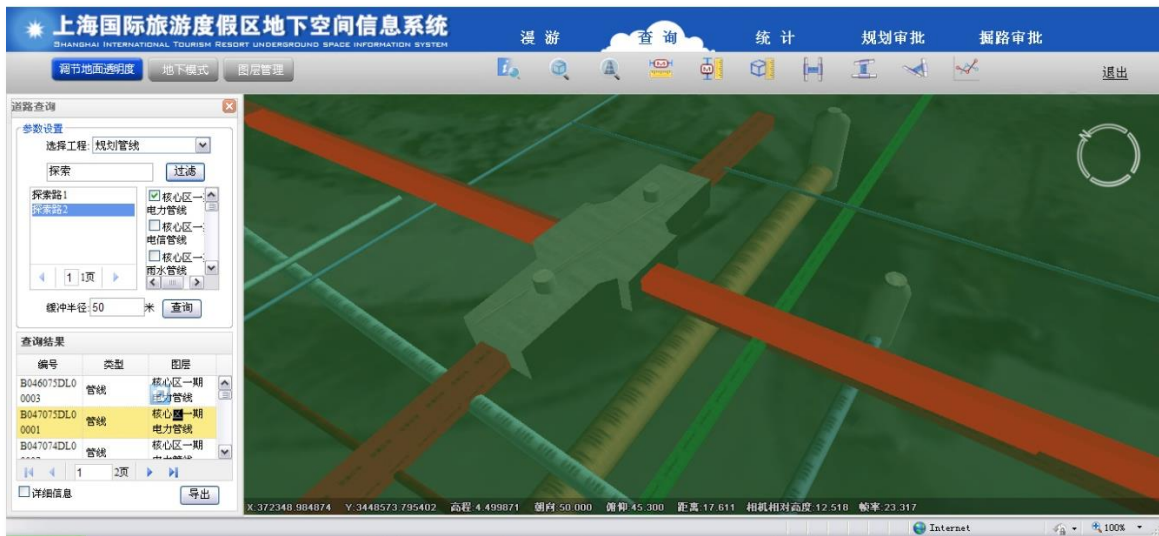 上海国际旅游度假区地下空间信息系统
SHANGHAI INTERNATIONAL TOURISM RESORT UNDERGROUND SPACE INFORMATION SYSTEM
漫游 查询 统计 规划审批 掘路审批
调节地面透明度 地下模式 图层管理
退出
道路查询
参数设置
选择工程: 规划管线
探索 过滤
探索路1
探索路2
核心区一
电力管线
核心区一
电信管线
核心区一
雨水管线
1 1页
缓冲半径: 50 米 查询
查询结果
编号 类型 图层
B046075DL0
0003
管线
核心区一期
电力管线
B047075DL0
0001
管线
核心区一期
电力管线
B047074DL0
管线
核心区一期
1 2页
详细信息 导出
N
X:372348.984874 Y:3448573.795402 高程:4.499871 朝向:50.000 俯仰:45.300 距离:17.611 相机相对高度:12.518 帧率:23.317
Internet 100%